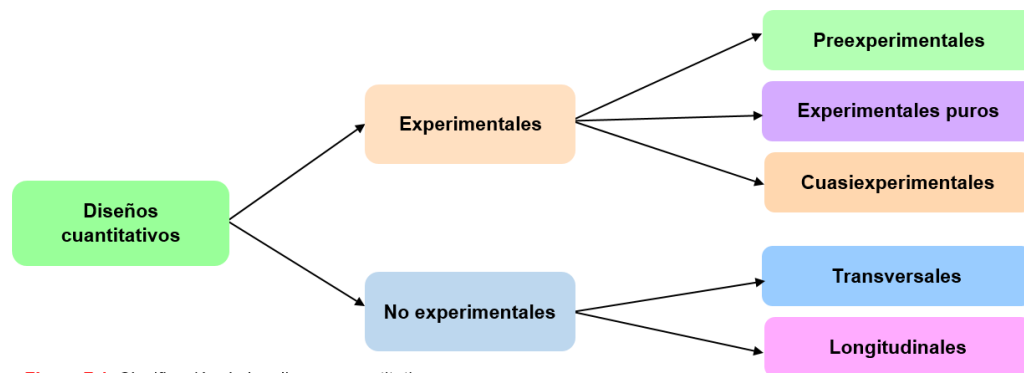 Preexperimentales
Experimentales
Experimentales puros
Cuasiexperimentales
Diseños
cuantitativos
No experimentales
Transversales
Longitudinales